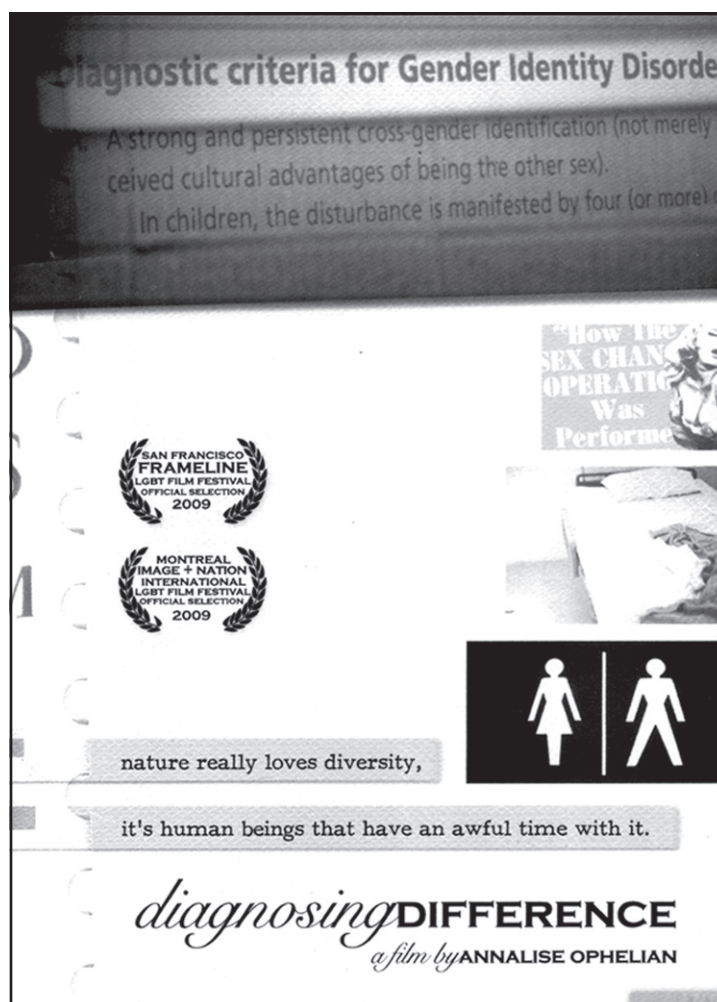 Diagnostic criteria for Gender Identity Disorde
A strong and persistent cross-gender identification (not merely
ceived cultural advantages of being the other sex).
In children, the disturbance is manifested by four (or more)
"How The
SEX CHAN
OPERATIO
Was
Performe
SAN FRANCISCO
FRAMELINE
LGBT FILM FESTIVAL
OFFICIAL SELECTION
2009
MONTREAL
IMAGE + NATION
INTERNATIONAL
LGBT FILM FESTIVAL
OFFICIAL SELECTION
2009
D
S
M
nature really loves diversity,
it's human beings that have an awful time with it.
diagnosingDIFFERENCE
a film by ANNALISE OPHELIAN